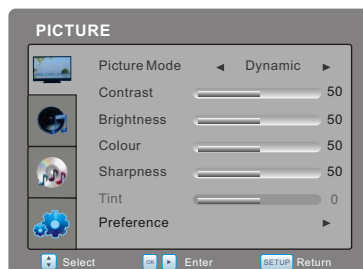 PICTURE
Picture Mode ◄ Dynamic ►
Contrast 50
Brightness 50
Colour 50
Sharpness 50
Tint 0
Preference ►
Select OK Enter SETUP Return